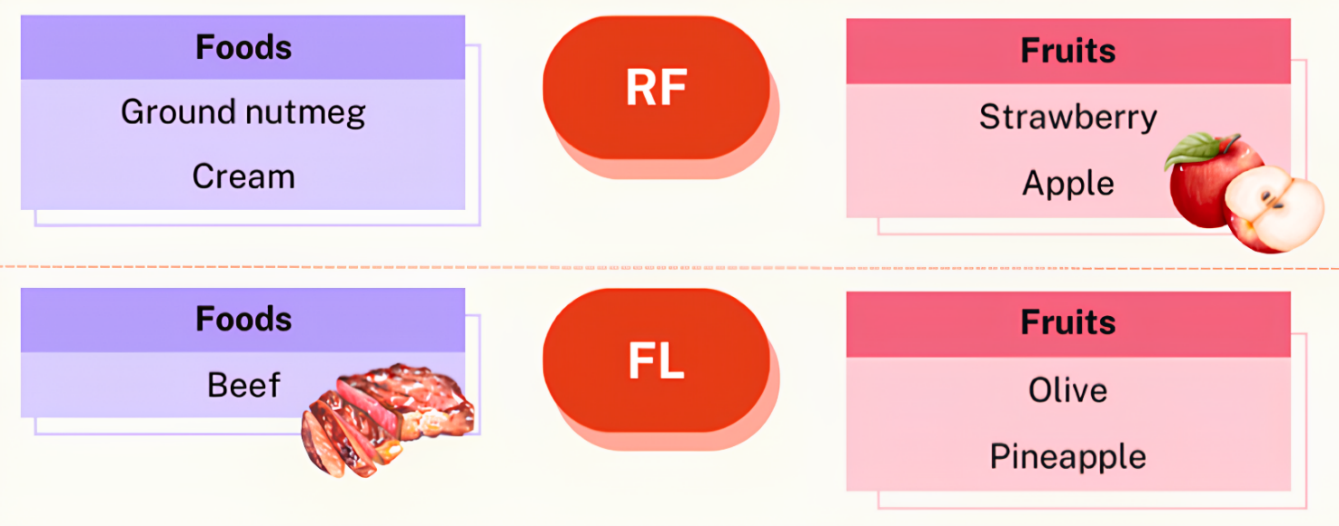 Foods
Ground nutmeg
Cream
RF
Fruits
Strawberry
Apple
Foods
Beef
FL
Fruits
Olive
Pineapple